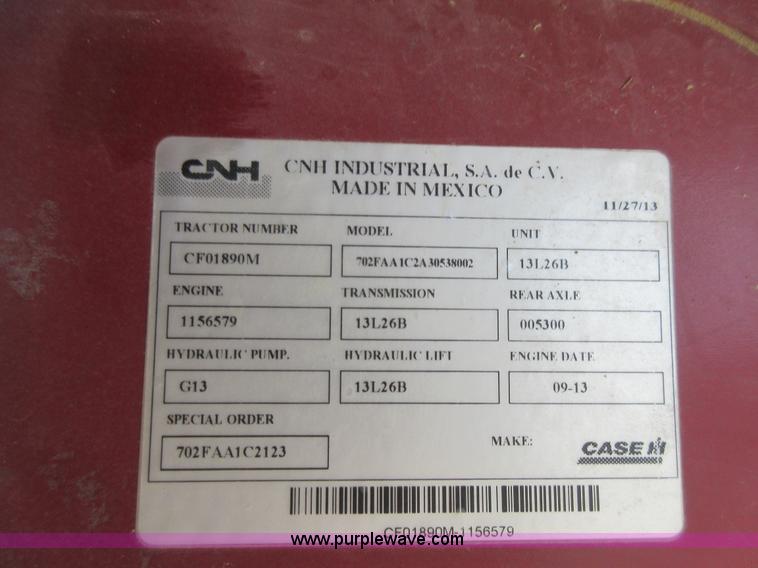 CNH CNH INDUSTRIAL, S.A. de C.V.
MADE IN MEXICO
11/27/13
TRACTOR NUMBER MODEL UNIT
CF01890M 702FAA1C2A30538002 13L26B
ENGINE TRANSMISSION REAR AXLE
1156579 13L26B 005300
HYDRAULIC PUMP. HYDRAULIC LIFT ENGINE DATE
G13 13L26B 09-13
SPECIAL ORDER
702FAA1C2123 MAKE: CASE IH
CF01890M-1156579
www.purplewave.com